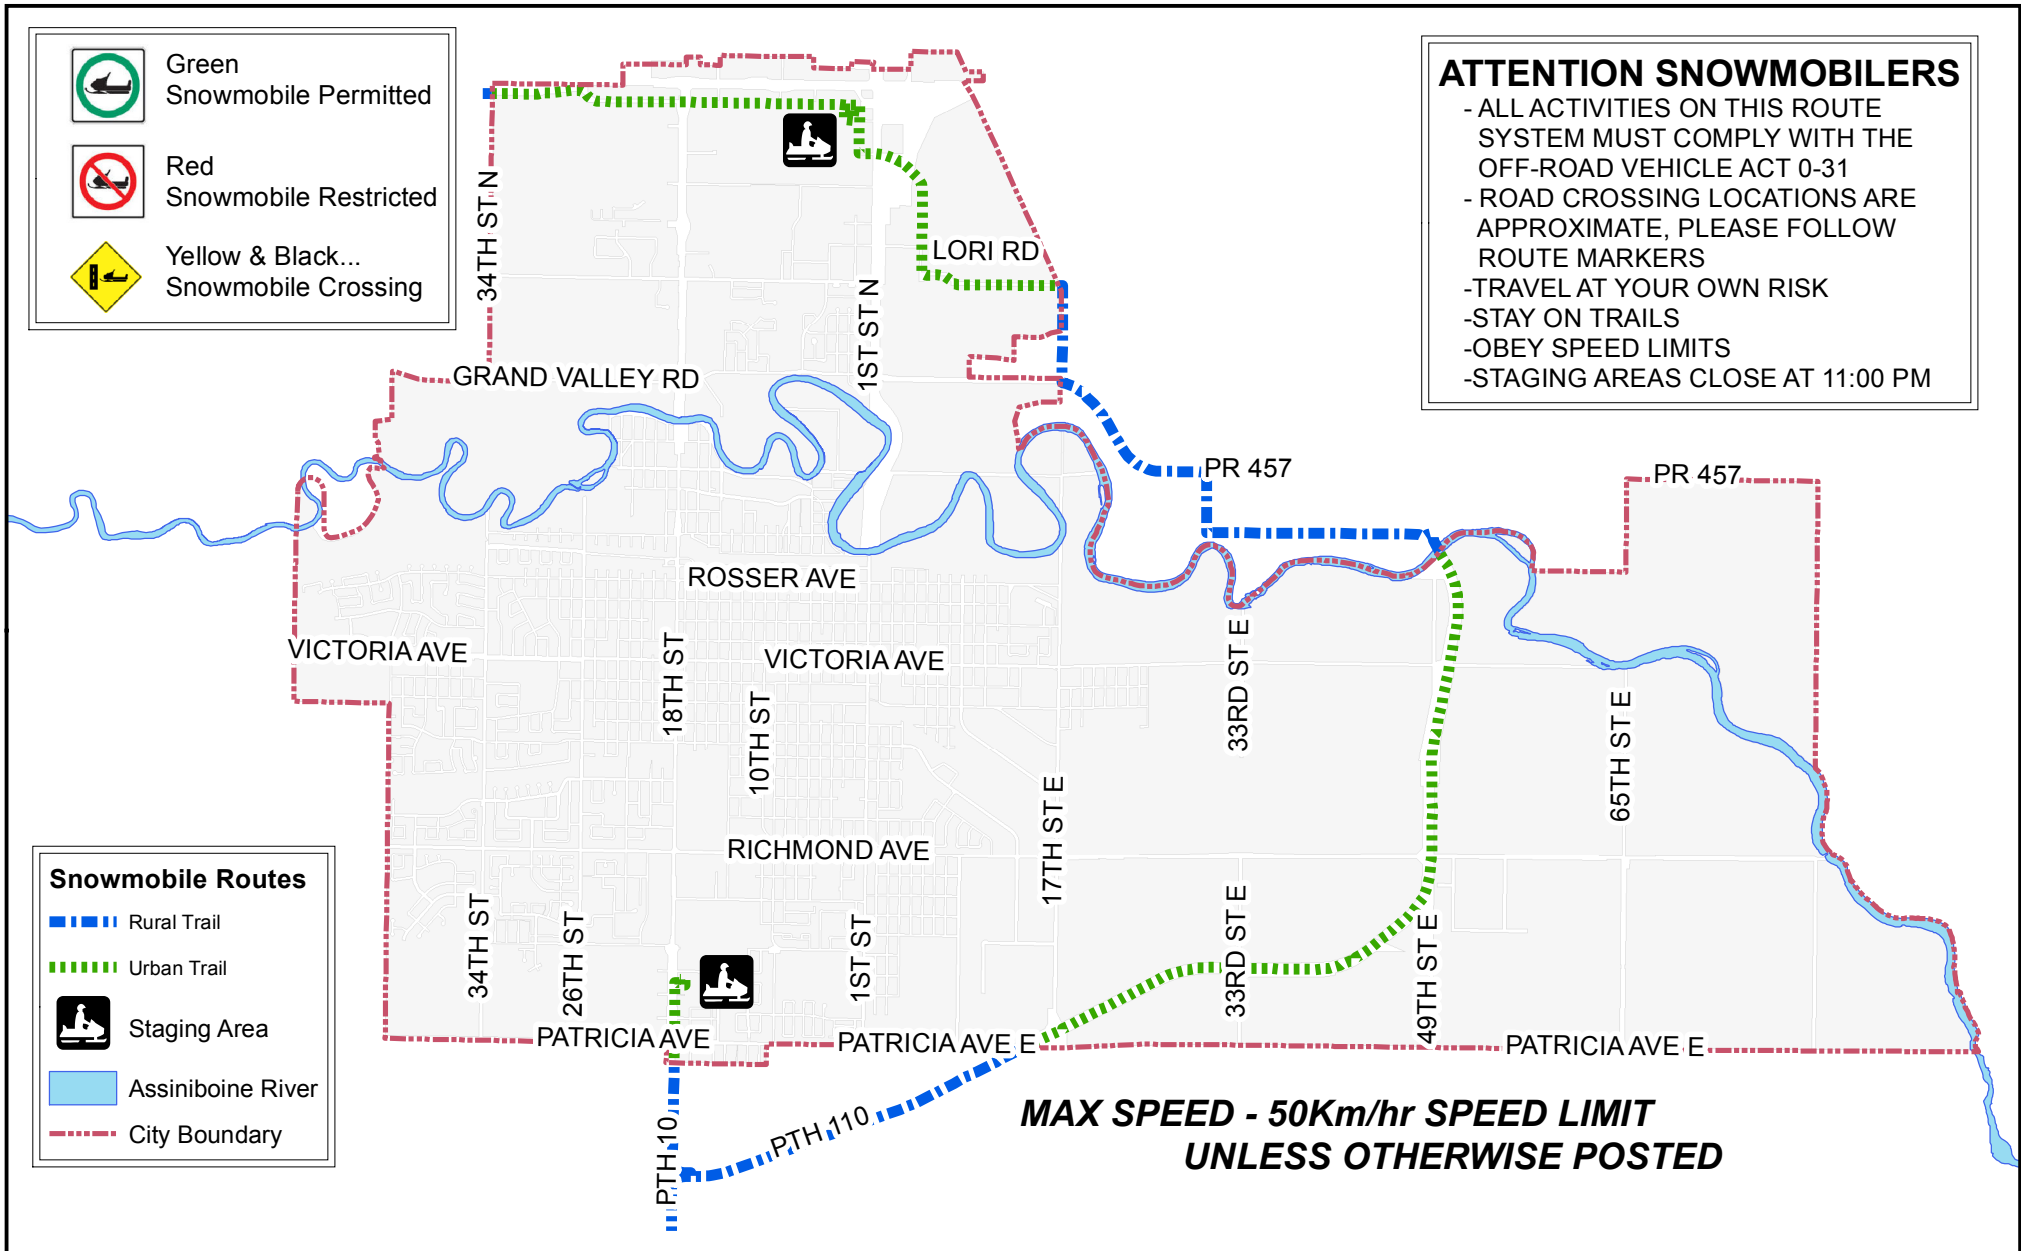 Green
Snowmobile Permitted
Red
Snowmobile Restricted
Yellow & Black...
Snowmobile Crossing
ATTENTION SNOWMOBILERS
- ALL ACTIVITIES ON THIS ROUTE
SYSTEM MUST COMPLY WITH THE
OFF-ROAD VEHICLE ACT 0-31
- ROAD CROSSING LOCATIONS ARE
APPROXIMATE, PLEASE FOLLOW
ROUTE MARKERS
-TRAVEL AT YOUR OWN RISK
-STAY ON TRAILS
-OBEY SPEED LIMITS
-STAGING AREAS CLOSE AT 11:00 PM
34TH ST N
LORI RD
1ST ST N
GRAND VALLEY RD
PR 457
PR 457
ROSSER AVE
VICTORIA AVE
VICTORIA AVE
18TH ST
10TH ST
33RD ST E
65TH ST E
17TH ST E
RICHMOND AVE
34TH ST
26TH ST
1ST ST
33RD ST E
49TH ST E
PATRICIA AVE
PATRICIA AVE E
PATRICIA AVE E
PTH 10
PTH 110
Snowmobile Routes
Rural Trail
Urban Trail
Staging Area
Assiniboine River
City Boundary
MAX SPEED - 50Km/hr SPEED LIMIT
UNLESS OTHERWISE POSTED